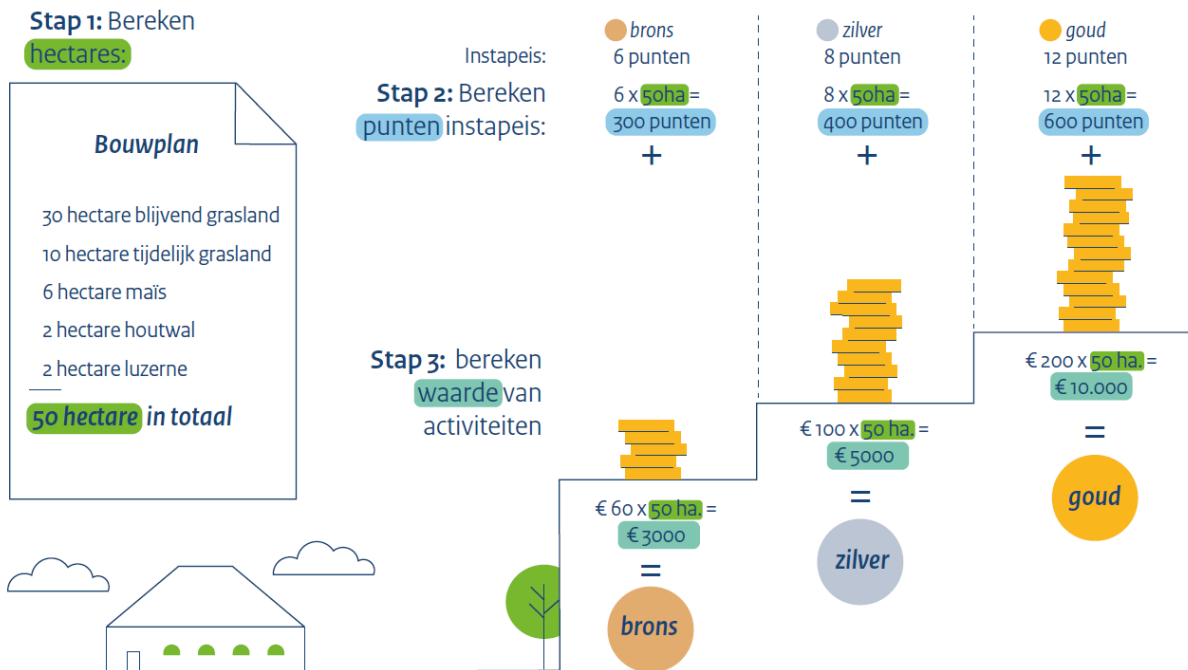 Stap 1: Bereken
hectares:
Bouwplan
30 hectare blijvend grasland
10 hectare tijdelijk grasland
6 hectare maïs
2 hectare houtwal
2 hectare luzerne
50 hectare in totaal
Instapeis:
Stap 2: Bereken
punten instapeis:
brons
6 punten
6 x 50ha =
300 punten
+
zilver
8 punten
8 x 50ha =
400 punten
+
goud
12 punten
12 x 50ha =
600 punten
+
Stap 3: bereken
waarde van
activiteiten
€ 60 x 50 ha. =
€ 3000
=
brons
€ 100 x 50 ha. =
€ 5000
=
zilver
€ 200 x 50 ha. =
€ 10.000
=
goud